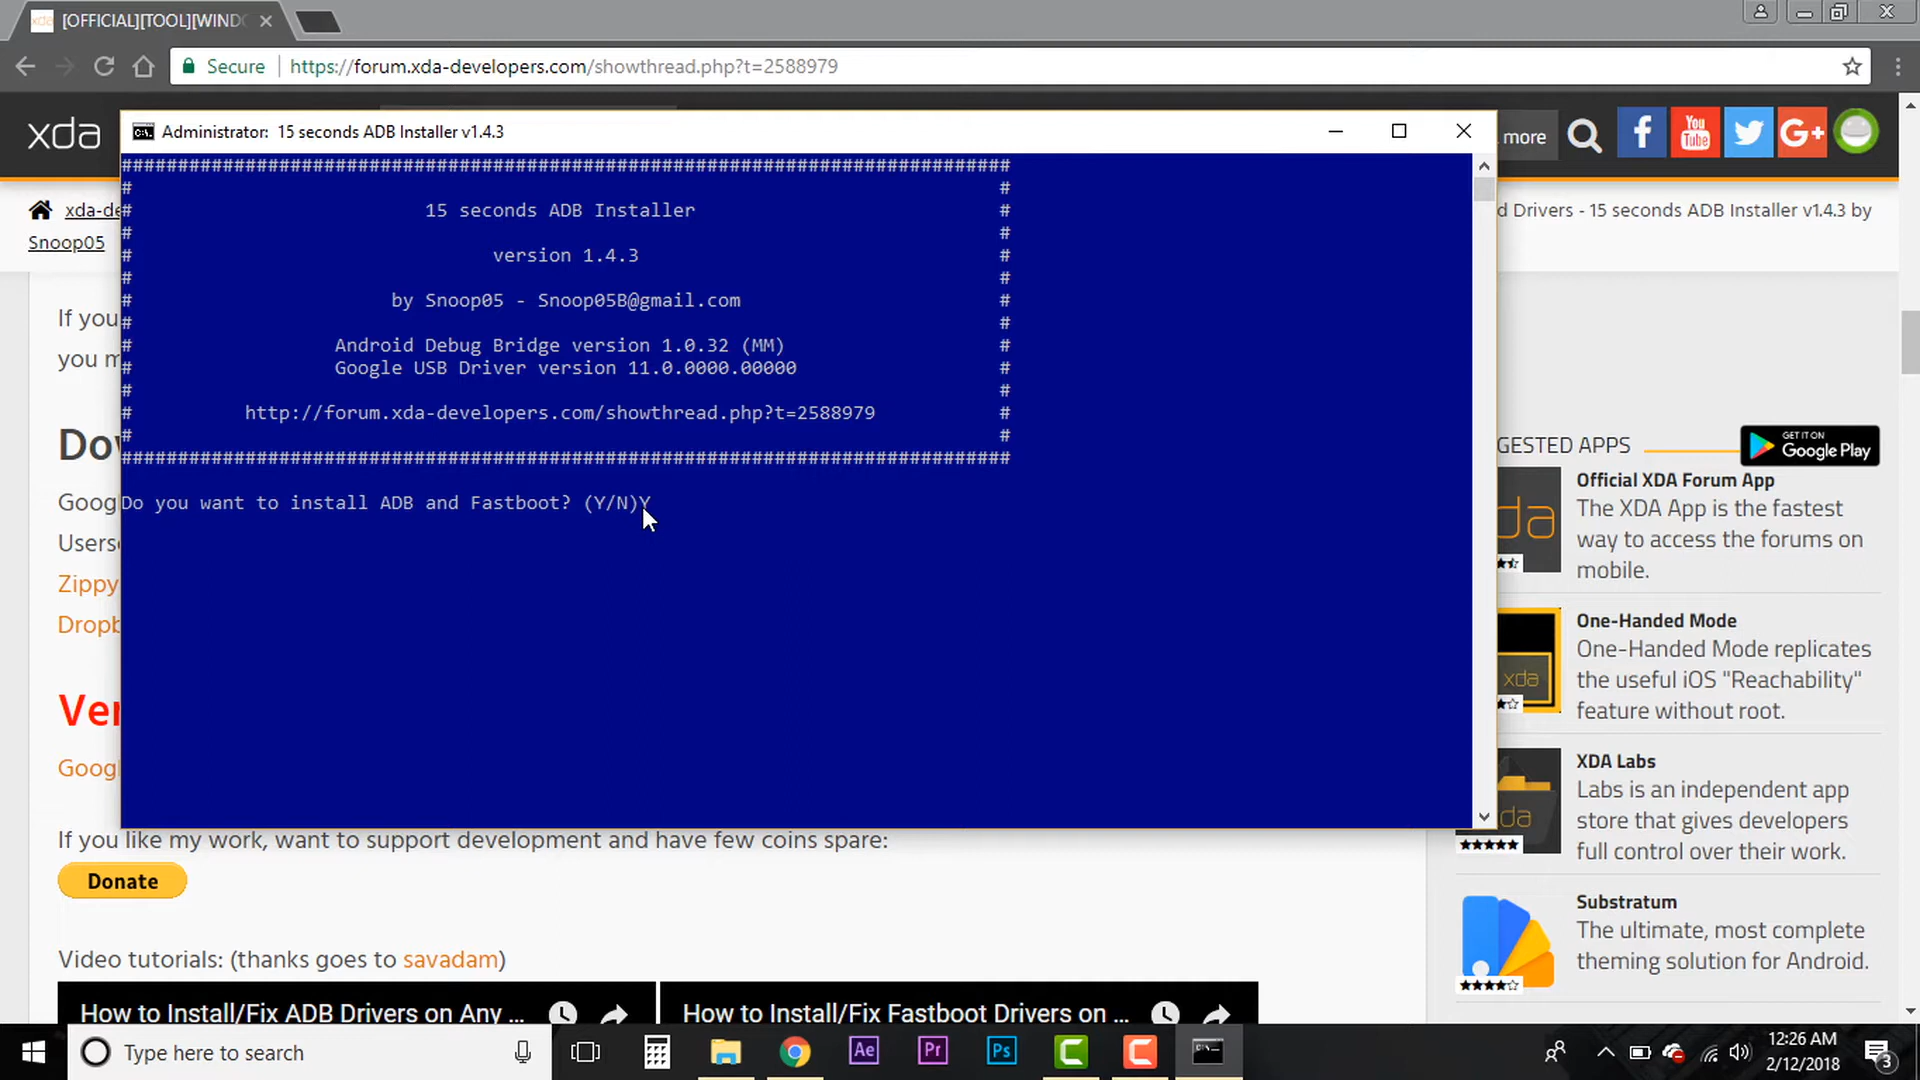 [OFFICIAL][TOOL][WIND
Secure
https://forum.xda-developers.com/showthread.php?t=2588979
xda
Administrator:  15 seconds ADB Installer v1.4.3
more
###############################################################################
# #
# 15 seconds ADB Installer #
# #
# version 1.4.3 #
# #
# by Snoop05 - Snoop05B@gmail.com #
# #
# Android Debug Bridge version 1.0.32 (MM) #
# Google USB Driver version 11.0.0000.00000 #
# #
# http://forum.xda-developers.com/showthread.php?t=2588979 #
# #
###############################################################################
Do you want to install ADB and Fastboot? (Y/N)Y
xda-de
d Drivers - 15 seconds ADB Installer v1.4.3 by
Snoop05
If you
you m
Dow
Goog
Users
Zippy
Dropb
Ver
Goog
If you like my work, want to support development and have few coins spare:
Donate
Video tutorials: (thanks goes to savadam)
How to Install/Fix ADB Drivers on Any ...
How to Install/Fix Fastboot Drivers on ...
GESTED APPS
GET IT ON
Google Play
Official XDA Forum App
The XDA App is the fastest
way to access the forums on
mobile.
One-Handed Mode
One-Handed Mode replicates
the useful iOS "Reachability"
feature without root.
xda
XDA Labs
Labs is an independent app
store that gives developers
full control over their work.
Substratum
The ultimate, most complete
theming solution for Android.
Type here to search
Ae
Pr
Ps
12:26 AM
2/12/2018
3